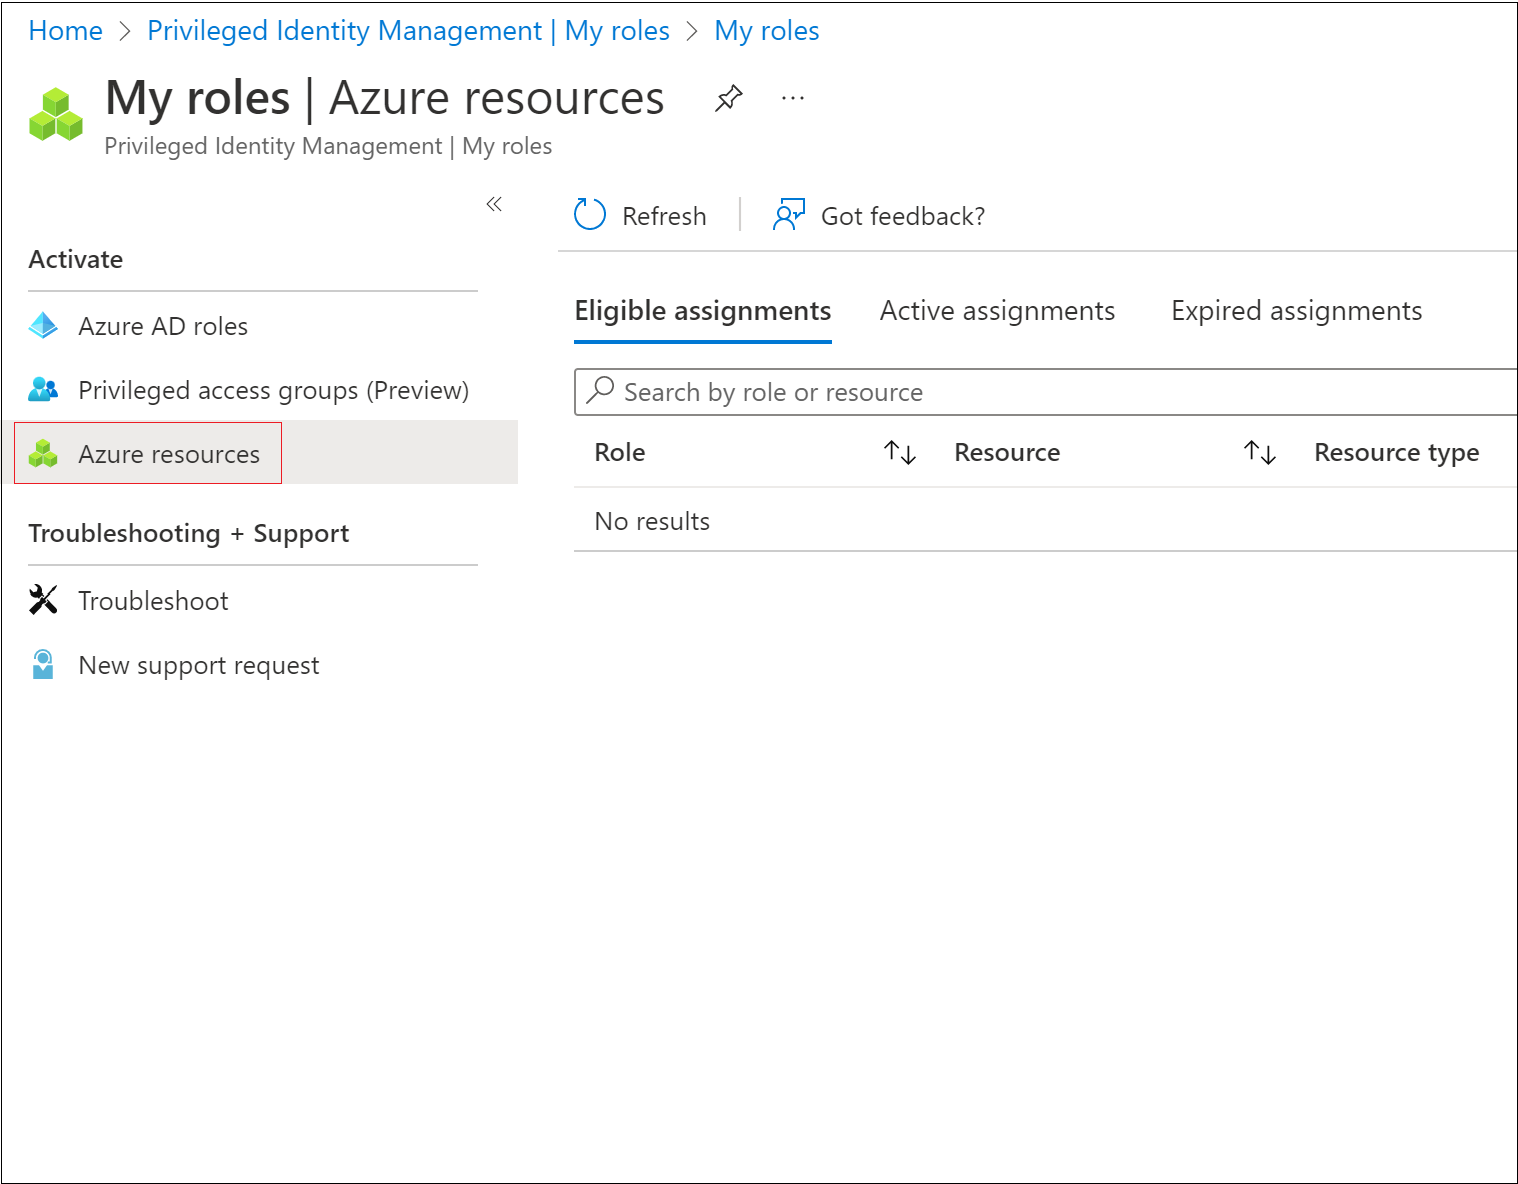 Home > Privileged Identity Management | My roles > My roles
My roles | Azure resources ...
Privileged Identity Management | My roles
«
Refresh | Got feedback?
Activate
Azure AD roles
Privileged access groups (Preview)
Azure resources
Troubleshooting + Support
Troubleshoot
New support request
Eligible assignments Active assignments Expired assignments
Search by role or resource
Role Resource Resource type
No results